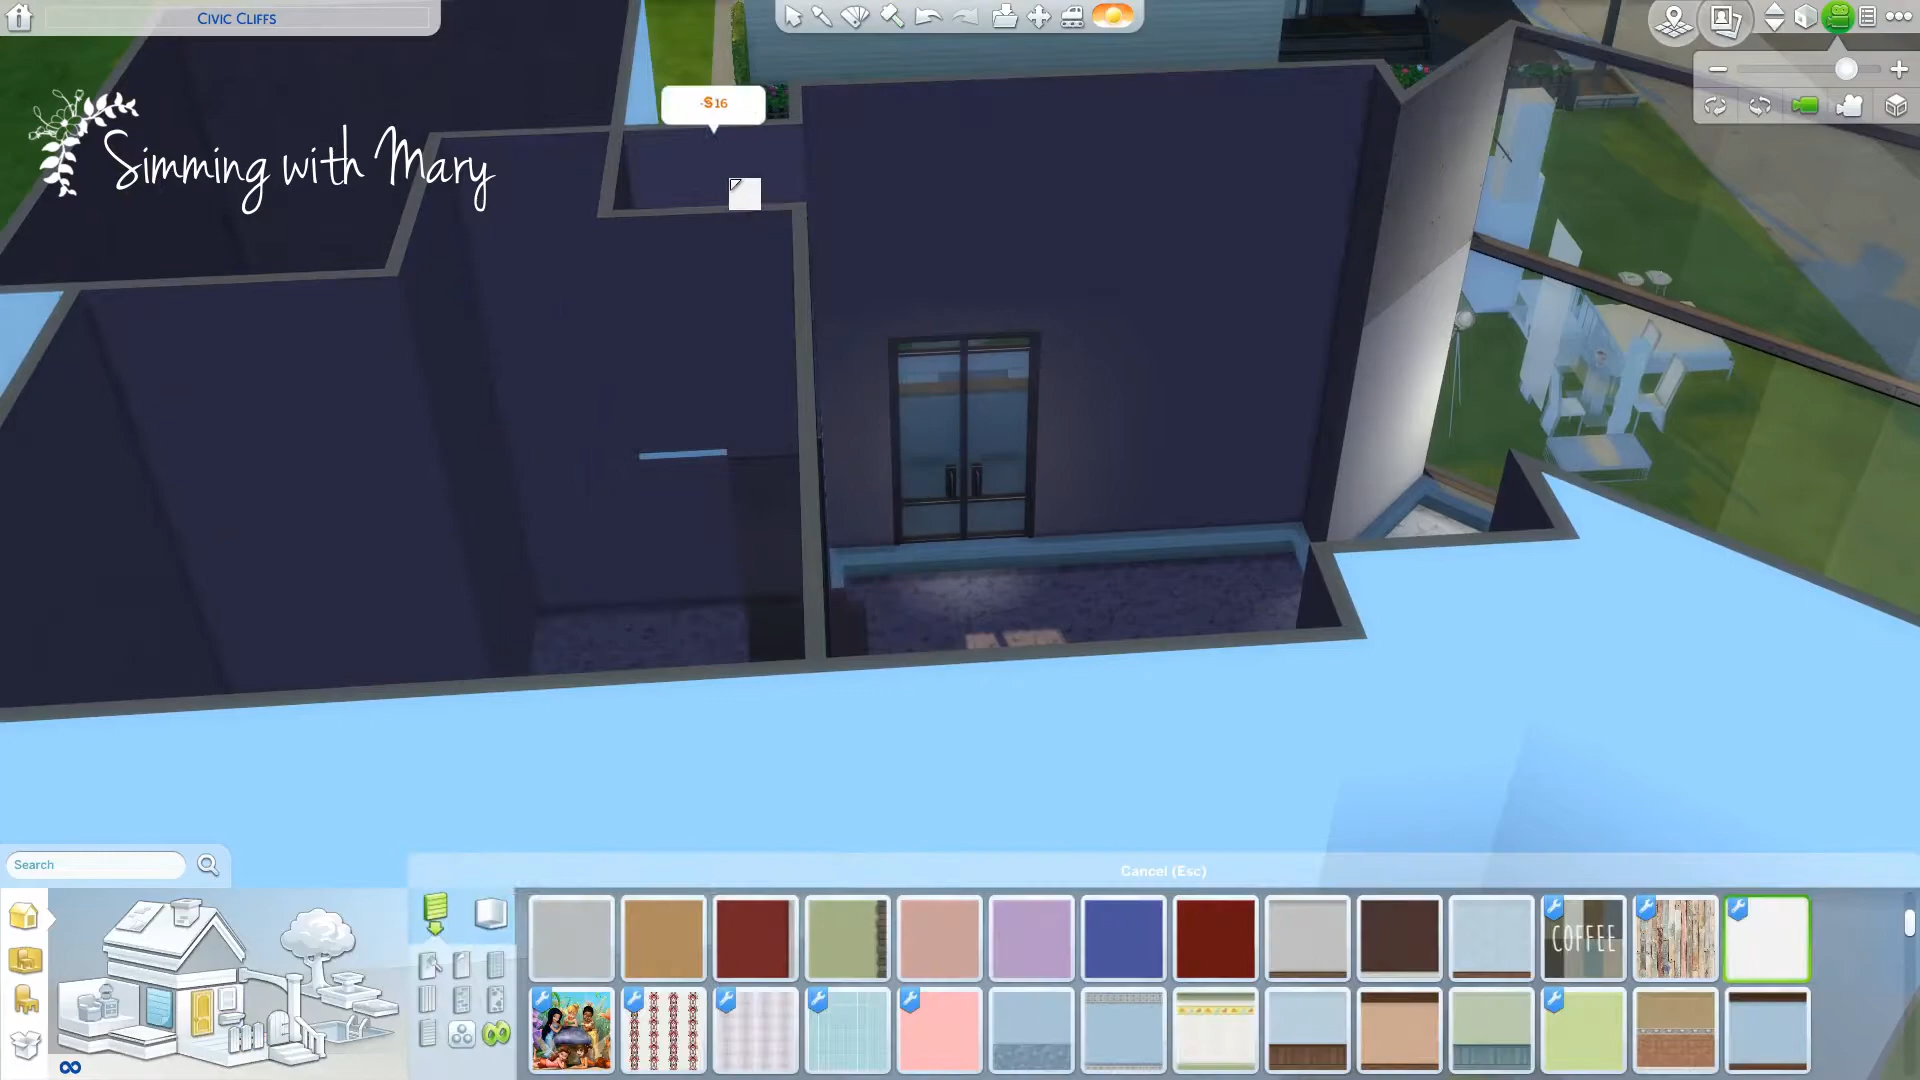 Civic Cliffs
-$16
Simming with Mary
Search
Cancel (Esc)
COFFEE